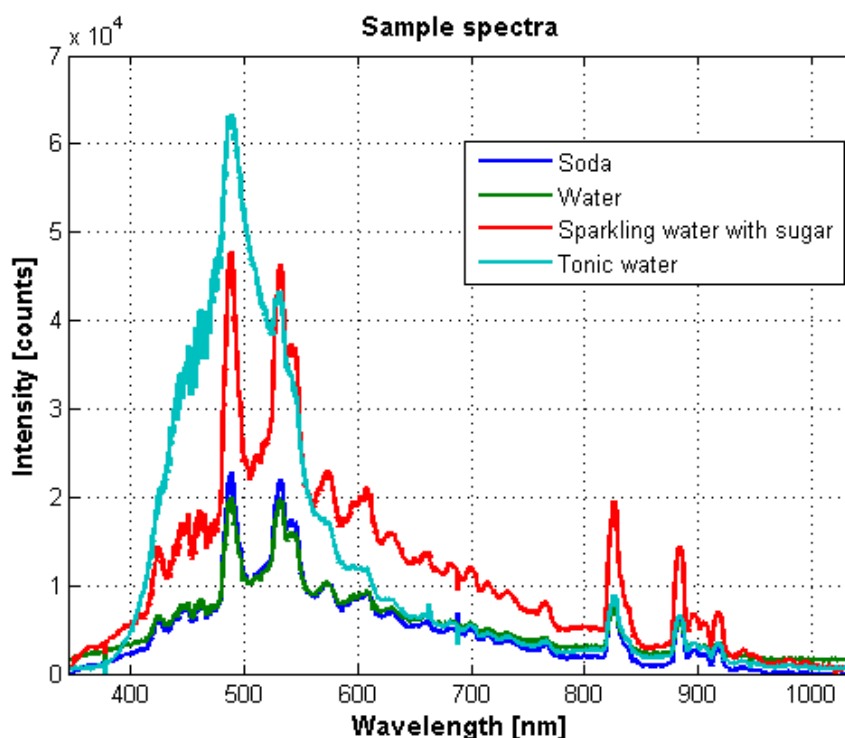 Sample spectra
x 10^4
7
6
5
4
3
2
1
0
Intensity [counts]
Soda
Water
Sparkling water with sugar
Tonic water
400 500 600 700 800 900 1000
Wavelength [nm]